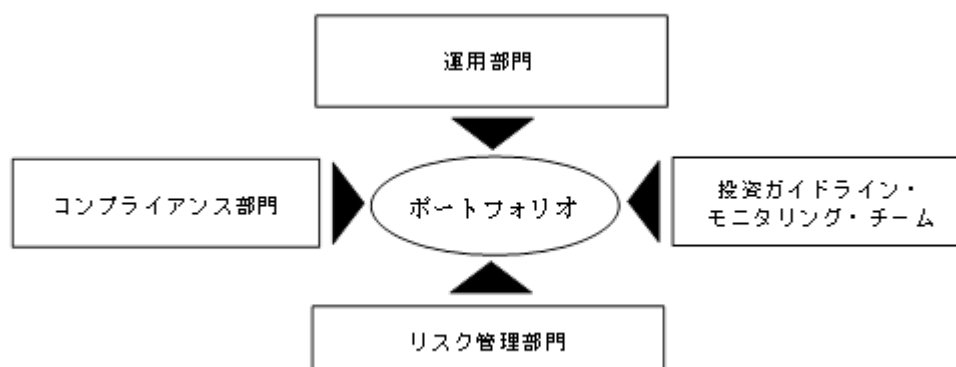 運用部門
コンプライアンス部門
ポートフォリオ
投資ガイドライン・
モニタリング・チーム
リスク管理部門